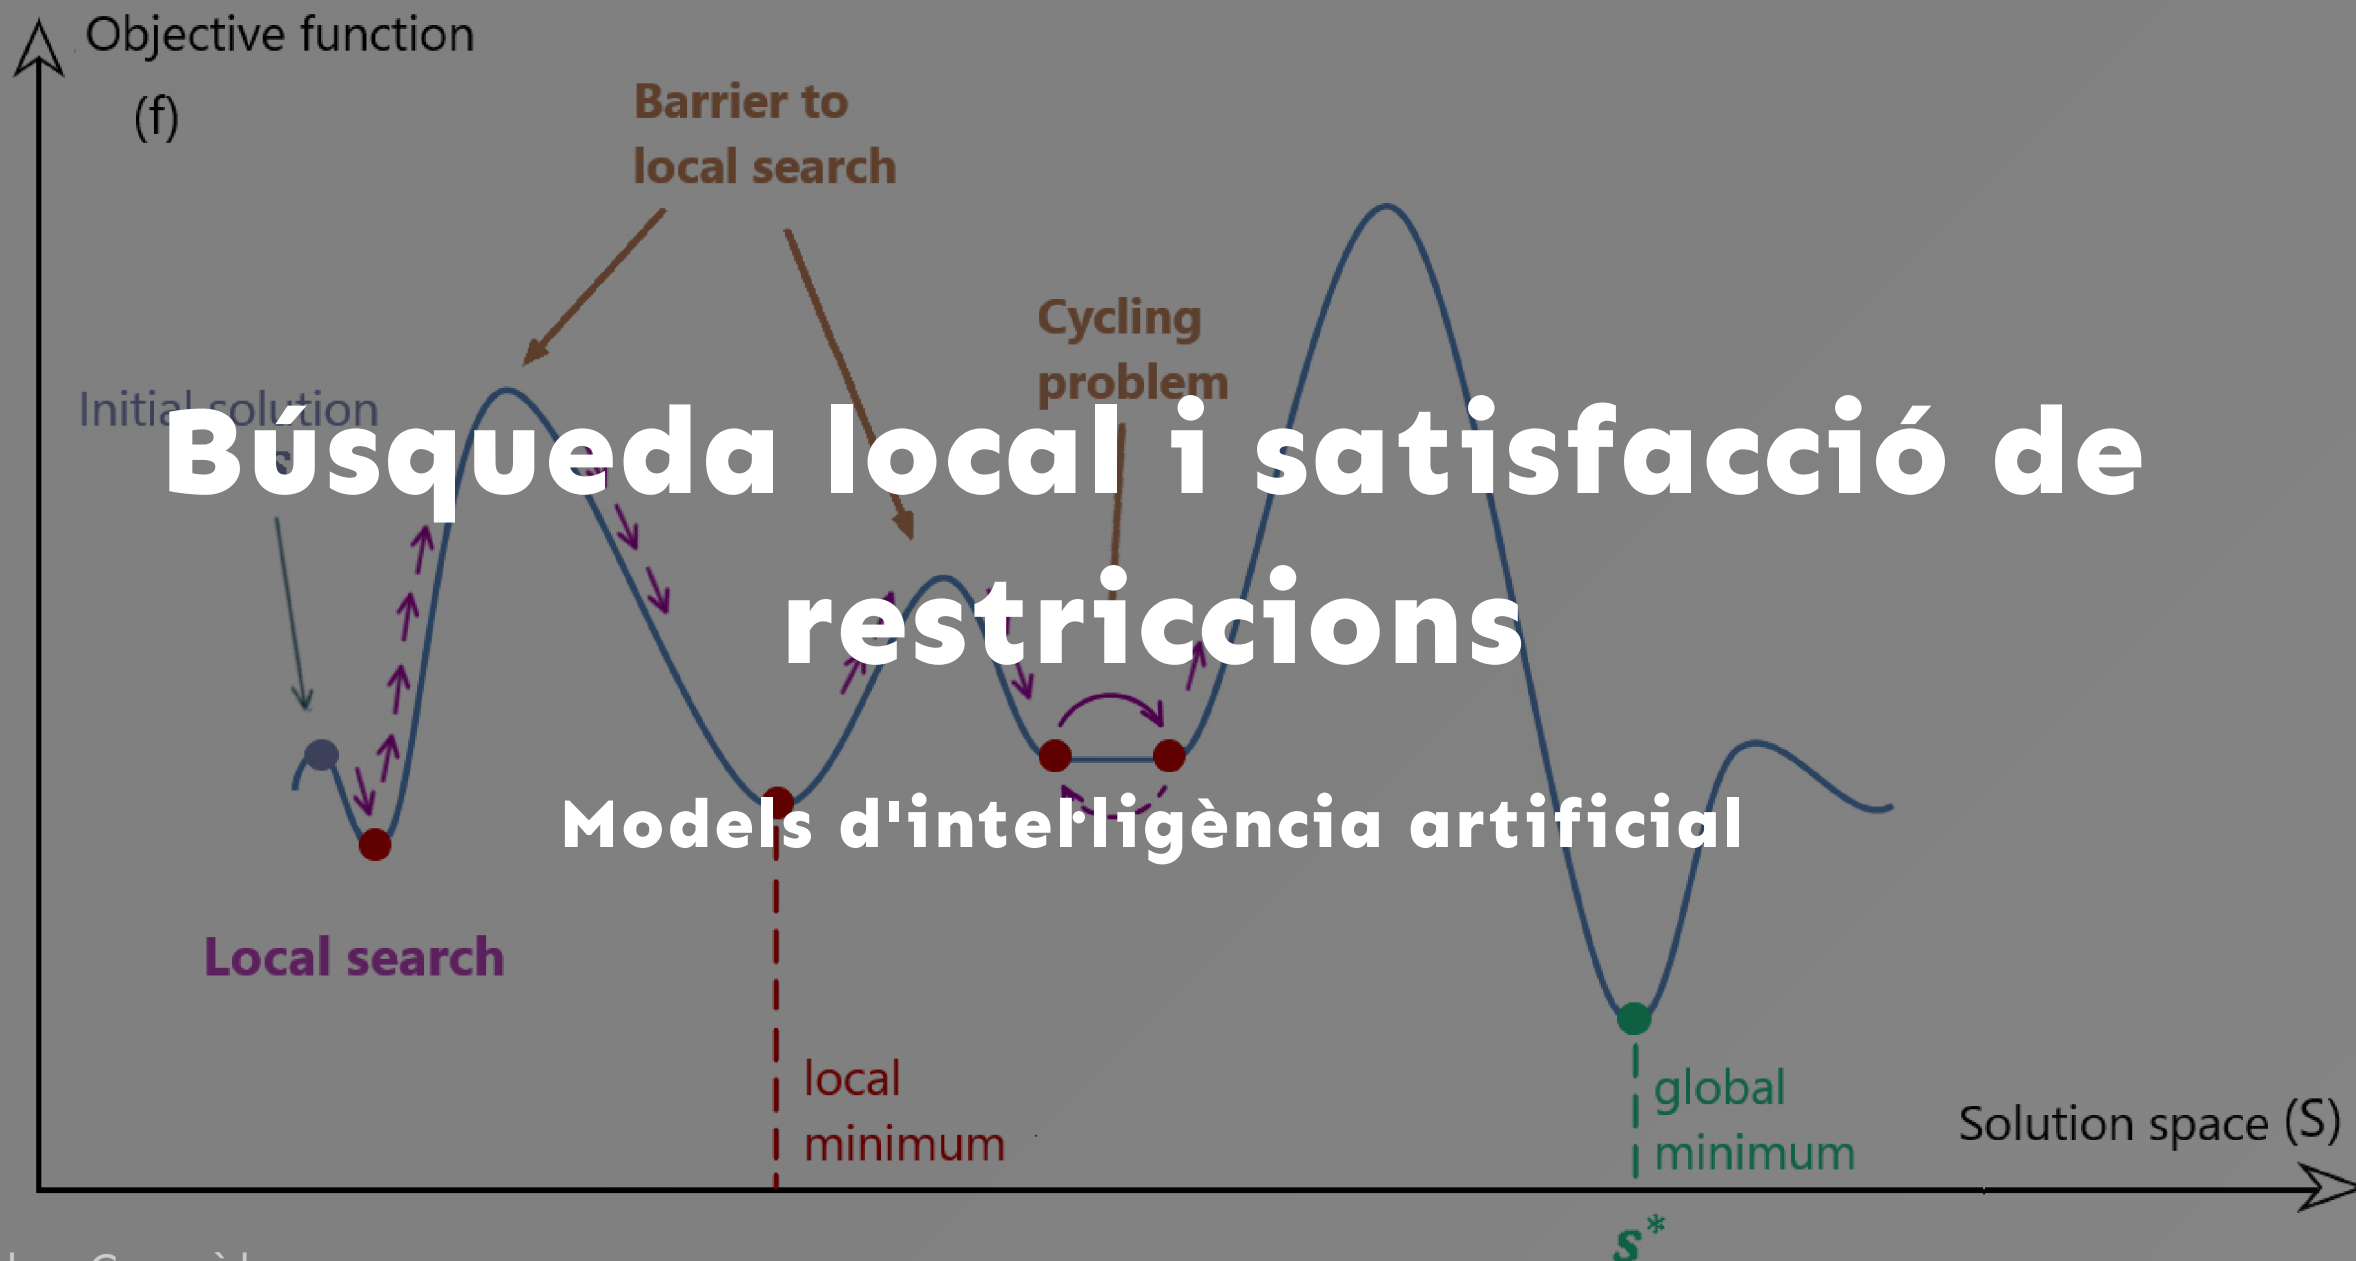 Objective function
(f)
Barrier to
local search
Cycling
problem
Initial solution
s
Búsqueda local i satisfacció de
restriccions
Models d'intel·ligència artificial
Local search
local
minimum
global
minimum
Solution space (S)
s*